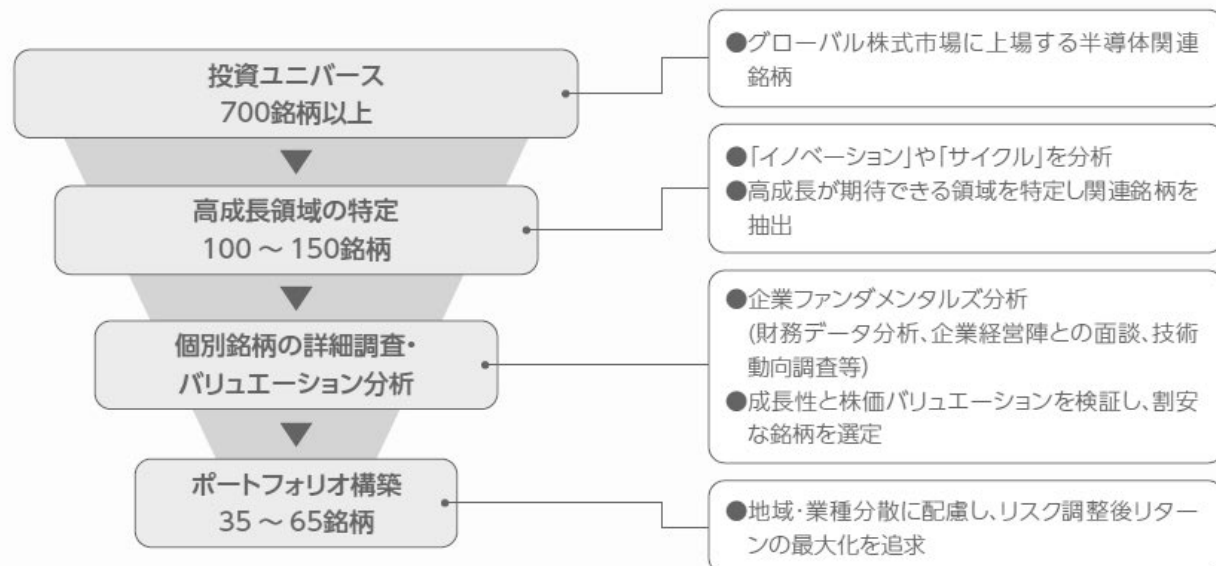 投資ユニバース
700銘柄以上
●グローバル株式市場に上場する半導体関連
銘柄
高成長領域の特定
100 ～ 150銘柄
●「イノベーション」や「サイクル」を分析
●高成長が期待できる領域を特定し関連銘柄を
抽出
個別銘柄の詳細調査・
バリュエーション分析
●企業ファンダメンタルズ分析
(財務データ分析、企業経営陣との面談、技術
動向調査等)
●成長性と株価バリュエーションを検証し、割安
な銘柄を選定
ポートフォリオ構築
35 ～ 65銘柄
●地域・業種分散に配慮し、リスク調整後リター
ンの最大化を追求